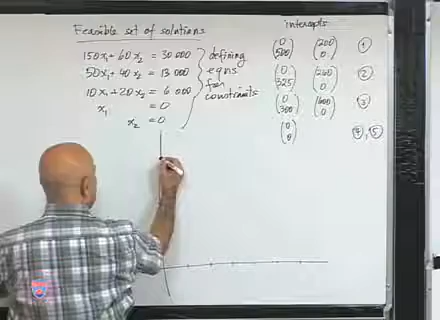 Feasible set of solutions
150x₁ + 60x₂ = 30 000
50x₁ + 40x₂ = 13 000
10x₁ + 20x₂ = 6 000
x₁ = 0
x₂ = 0
defining
eqns
for
constraints
intercepts
(0 500) (200 0) ①
(0 325) (260 0) ②
(0 300) (600 0) ③
(0 0) ④, ⑤